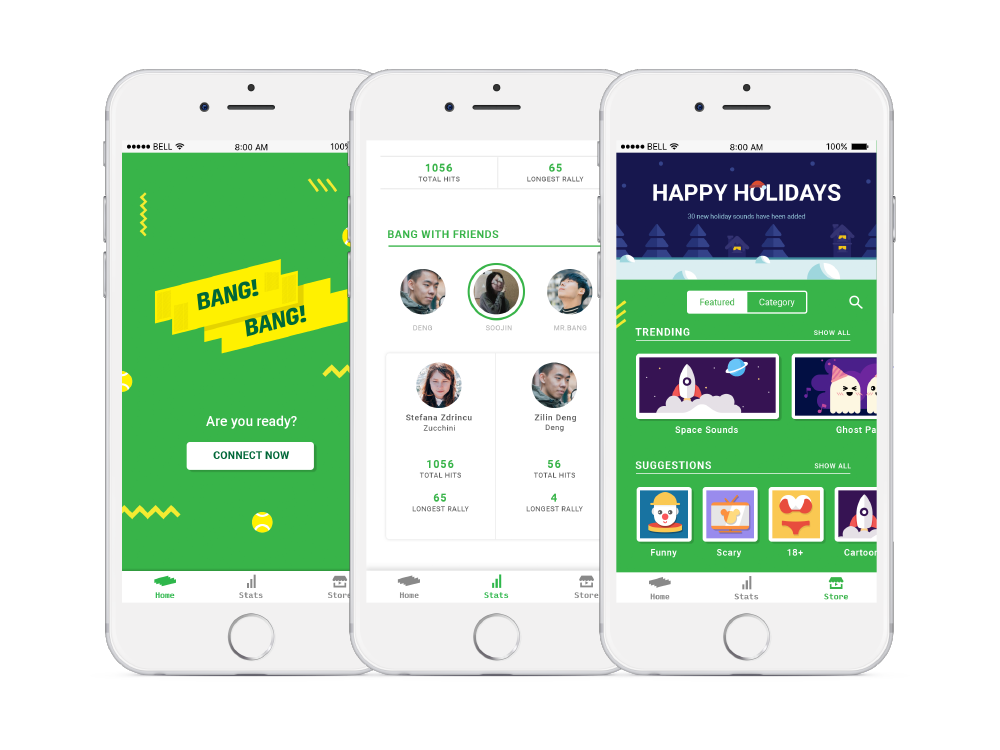 BELL
8:00 AM
100%
BANG!
BANG!
Are you ready?
CONNECT NOW
Home
Stats
Store
1056
TOTAL HITS
65
LONGEST RALLY
BANG WITH FRIENDS
DENG
SOOJIN
MR.BANG
Stefana Zdrincu
Zucchini
Zilin Deng
Deng
1056
TOTAL HITS
56
TOTAL HITS
65
LONGEST RALLY
4
LONGEST RALLY
Home
Stats
Store
BELL
8:00 AM
100%
HAPPY HOLIDAYS
30 new holiday sounds have been added
Featured
Category
TRENDING
SHOW ALL
Space Sounds
Ghost Pa
SUGGESTIONS
SHOW ALL
Funny
Scary
18+
Cartoon
Home
Stats
Store